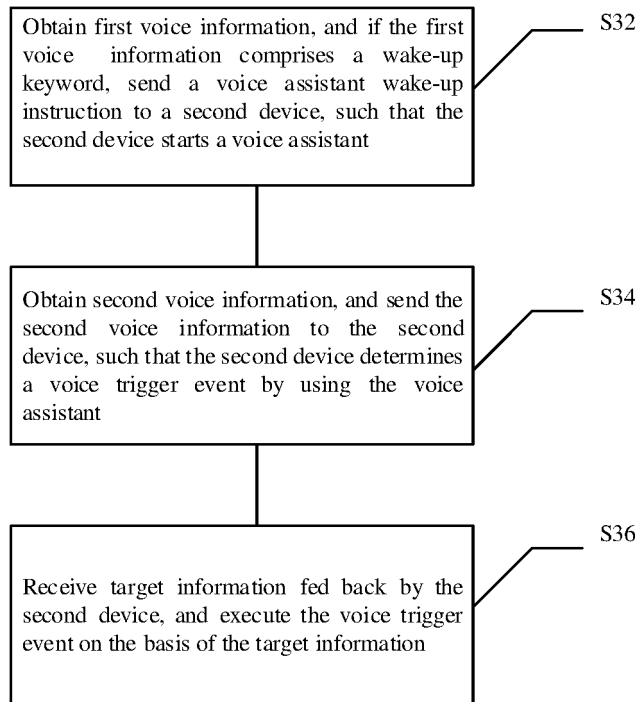 Obtain first voice information, and if the first
voice information comprises a wake-up
keyword, send a voice assistant wake-up
instruction to a second device, such that the
second device starts a voice assistant
S32
Obtain second voice information, and send the
second voice information to the second
device, such that the second device determines
a voice trigger event by using the voice
assistant
S34
Receive target information fed back by the
second device, and execute the voice trigger
event on the basis of the target information
S36